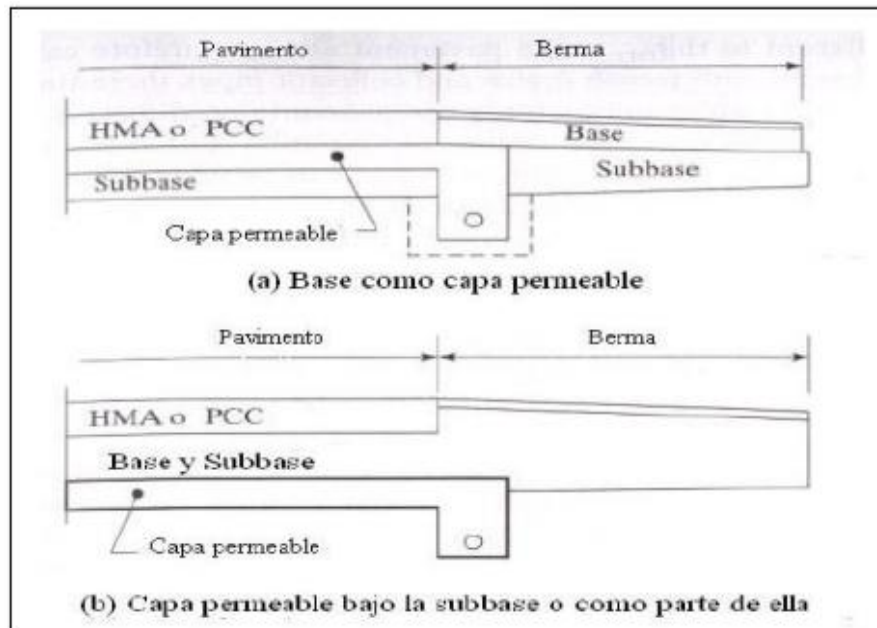 Pavimento Berma
HMA o PCC Base
Subbase Subbase
Capa permeable
(a) Base como capa permeable
Pavimento Berma
HMA o PCC
Base y Subbase
Capa permeable
(b) Capa permeable bajo la subbase o como parte de ella